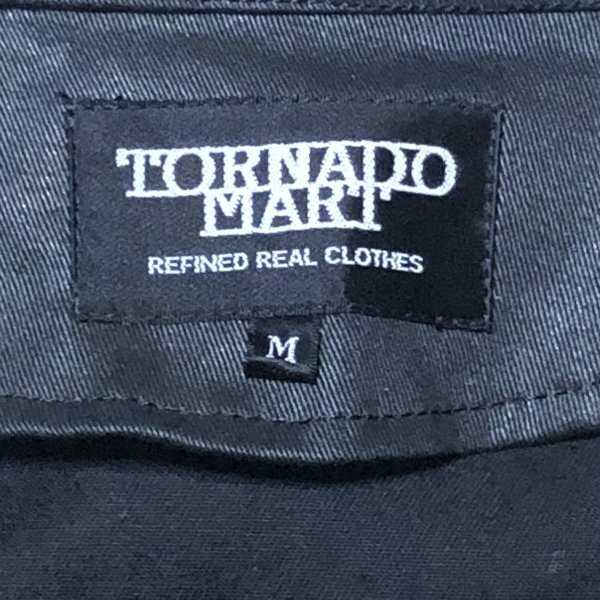 TORNADO
MART
REFINED REAL CLOTHES
M